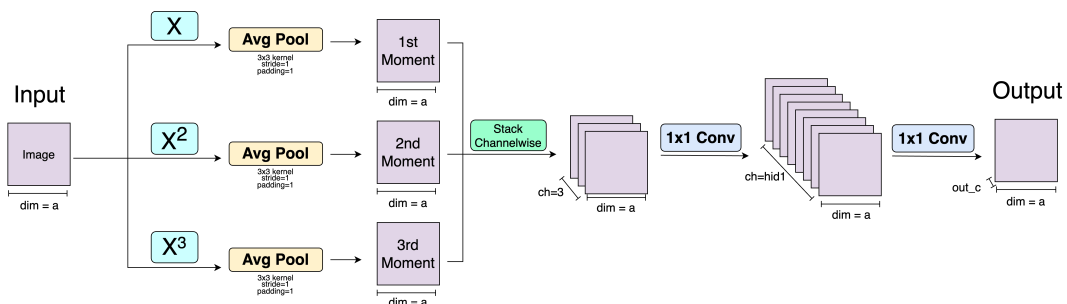 Input
Image
dim = a
X
Avg Pool
3x3 kernel
stride=1
padding=1
1st
Moment
dim = a
X²
Avg Pool
3x3 kernel
stride=1
padding=1
2nd
Moment
dim = a
X³
Avg Pool
3x3 kernel
stride=1
padding=1
3rd
Moment
dim = a
Stack
Channelwise
ch=3
dim = a
1x1 Conv
ch=hid1
dim = a
1x1 Conv
Output
out_c
dim = a